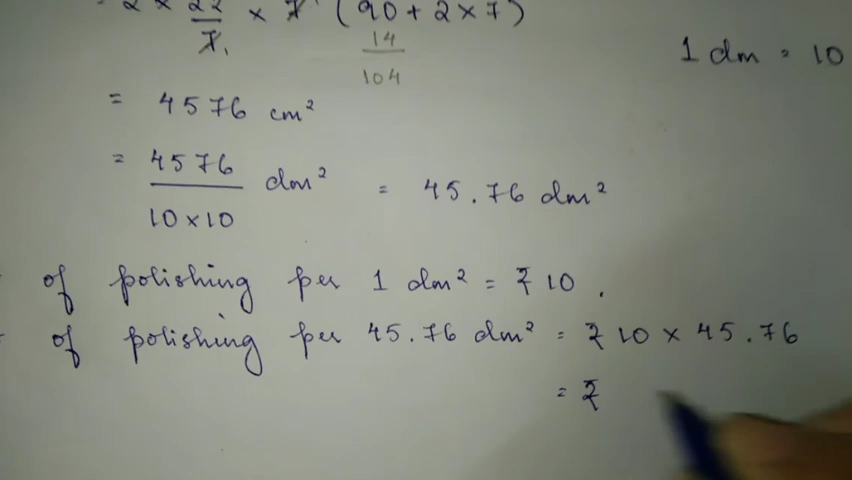 2 × 22/7 × 7 (90 + 2 × 7)
14
104
1 dm = 10
= 4576 cm²
= 4576/10×10 dm² = 45.76 dm²
of polishing per 1 dm² = ₹ 10.
of polishing per 45.76 dm² = ₹ 10 × 45.76
= ₹